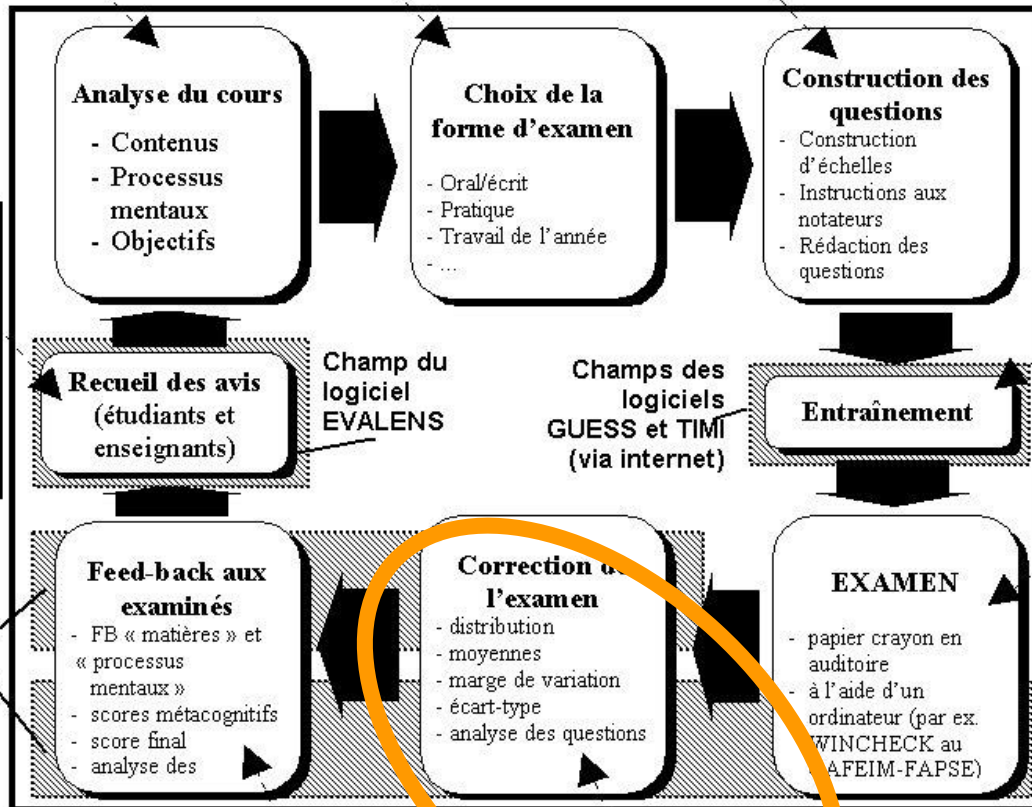 Analyse du cours
- Contenus
- Processus
mentaux
- Objectifs
Choix de la
forme d'examen
- Oral/écrit
- Pratique
- Travail de l'année
- ...
Construction des
questions
- Construction
d'échelles
- Instructions aux
notateurs
- Rédaction des
questions
Recueil des avis
(étudiants et
enseignants)
Champ du
logiciel
EVALENS
Champs des
logiciels
GUESS et TIMI
(via internet)
Entraînement
Feed-back aux
examinés
- FB « matières » et
« processus
mentaux »
- scores métacognitifs
- score final
- analyse des
Correction de
l'examen
- distribution
- moyennes
- marge de variation
- écart-type
- analyse des questions
EXAMEN
- papier crayon en
auditoire
- à l'aide d'un
ordinateur (par ex.
WINCHECK au
AFEIM-FAPSE)